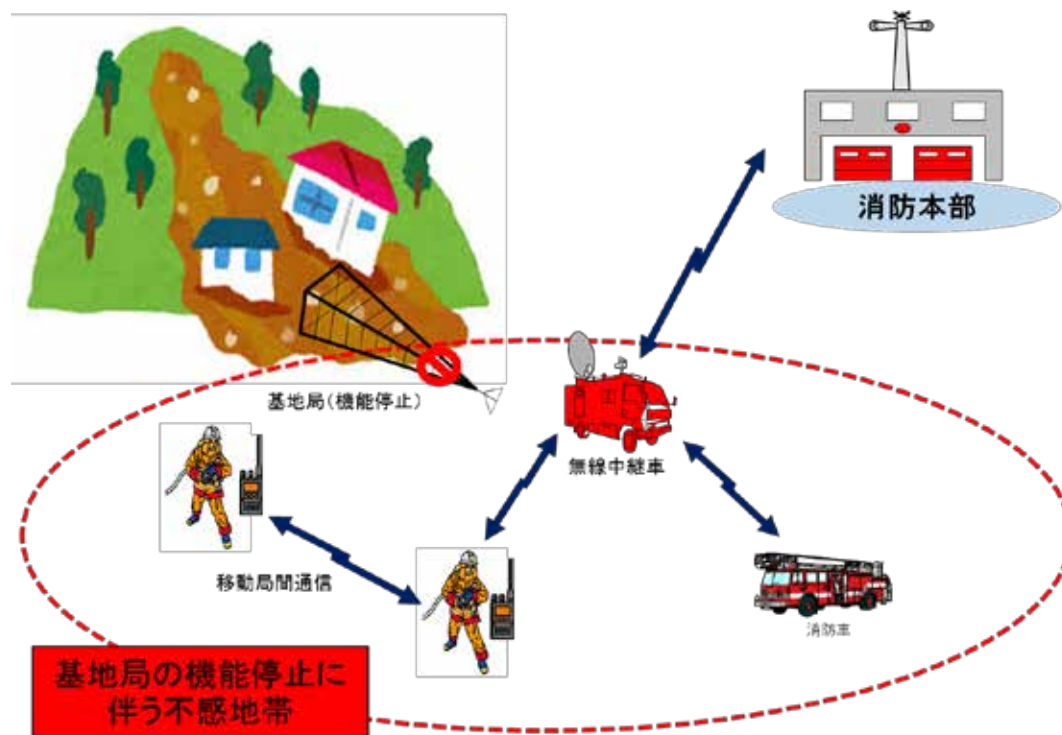 消防本部
基地局(機能停止)
無線中継車
移動局間通信
消防車
基地局の機能停止に
伴う不感地帯